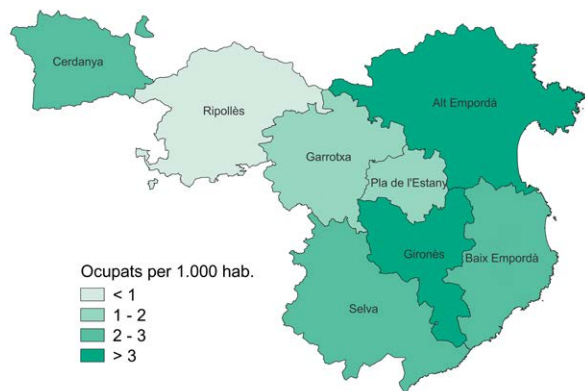 Cerdanya
Ripollès
Alt Empordà
Garrotxa
Pla de l'Estany
Gironès
Baix Empordà
Selva
Ocupats per 1.000 hab.
< 1
1 - 2
2 - 3
> 3